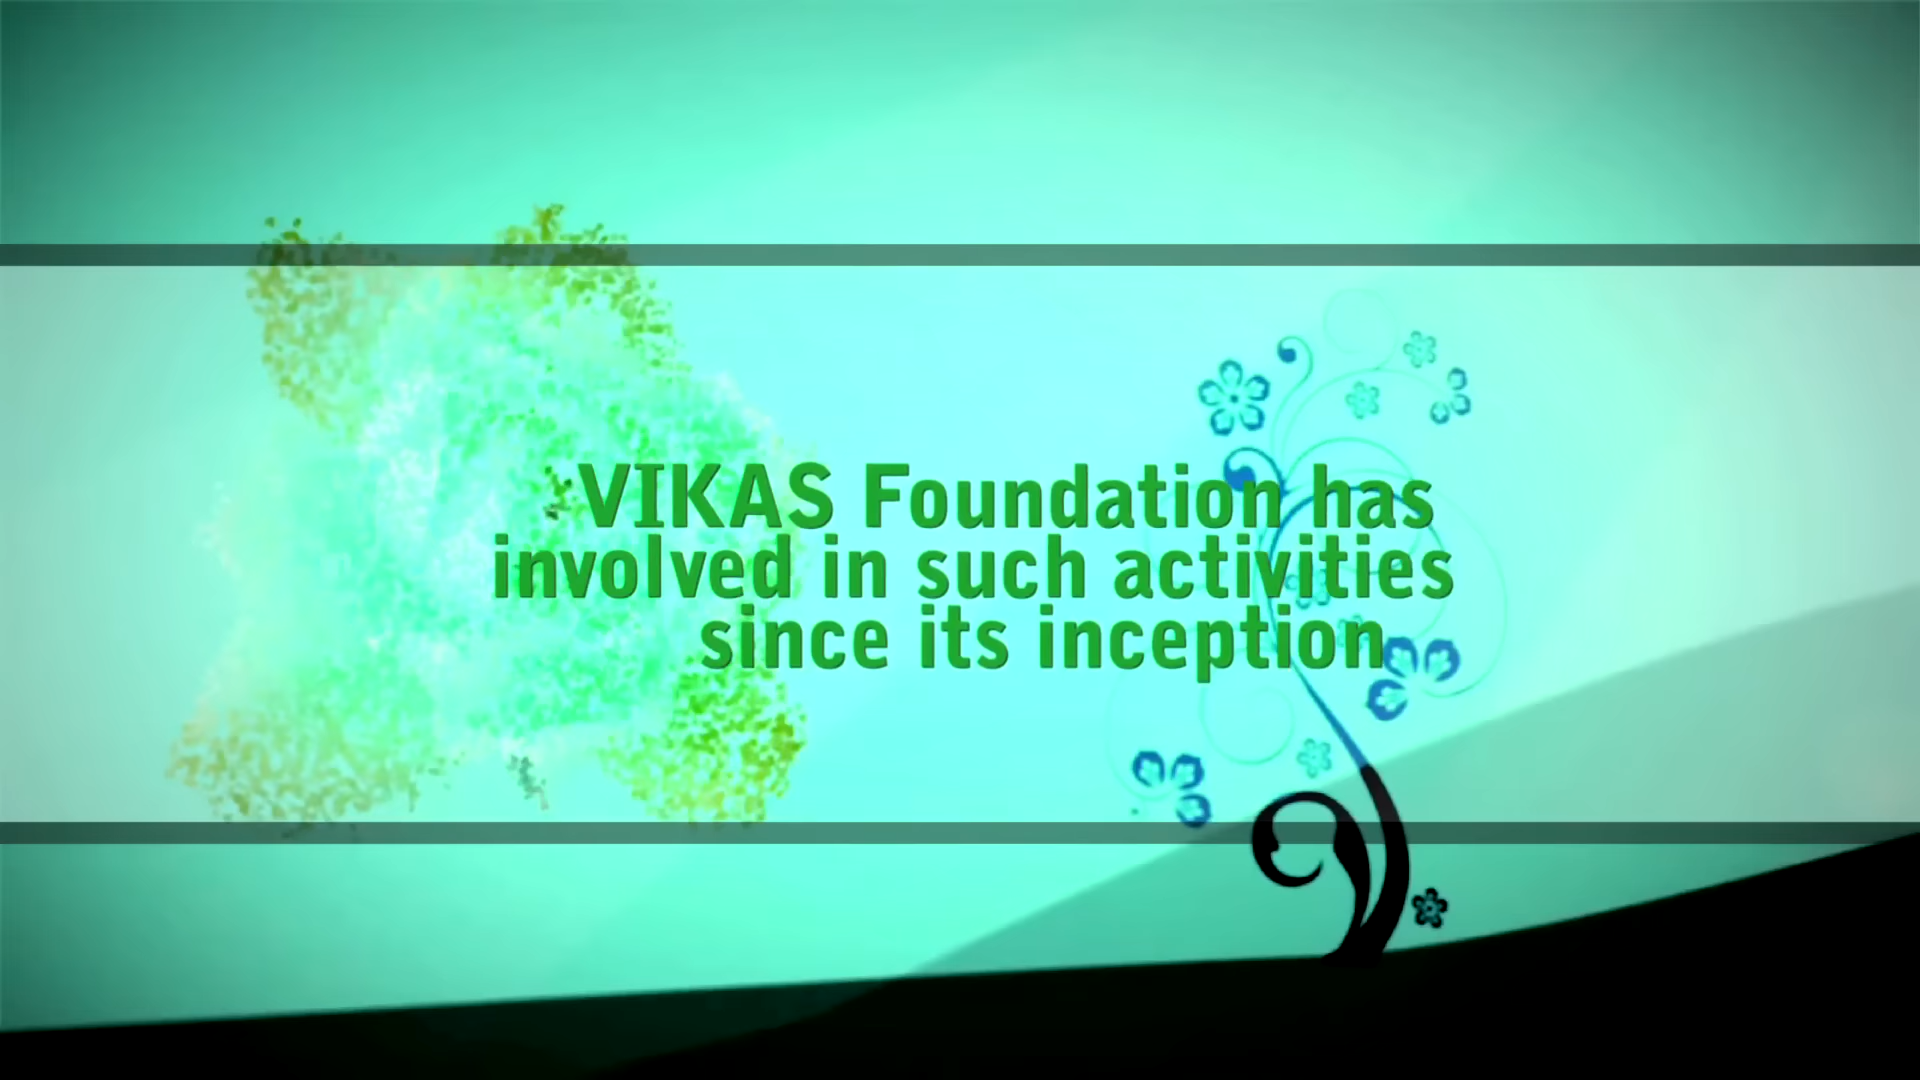 VIKAS Foundation has
involved in such activities
since its inception